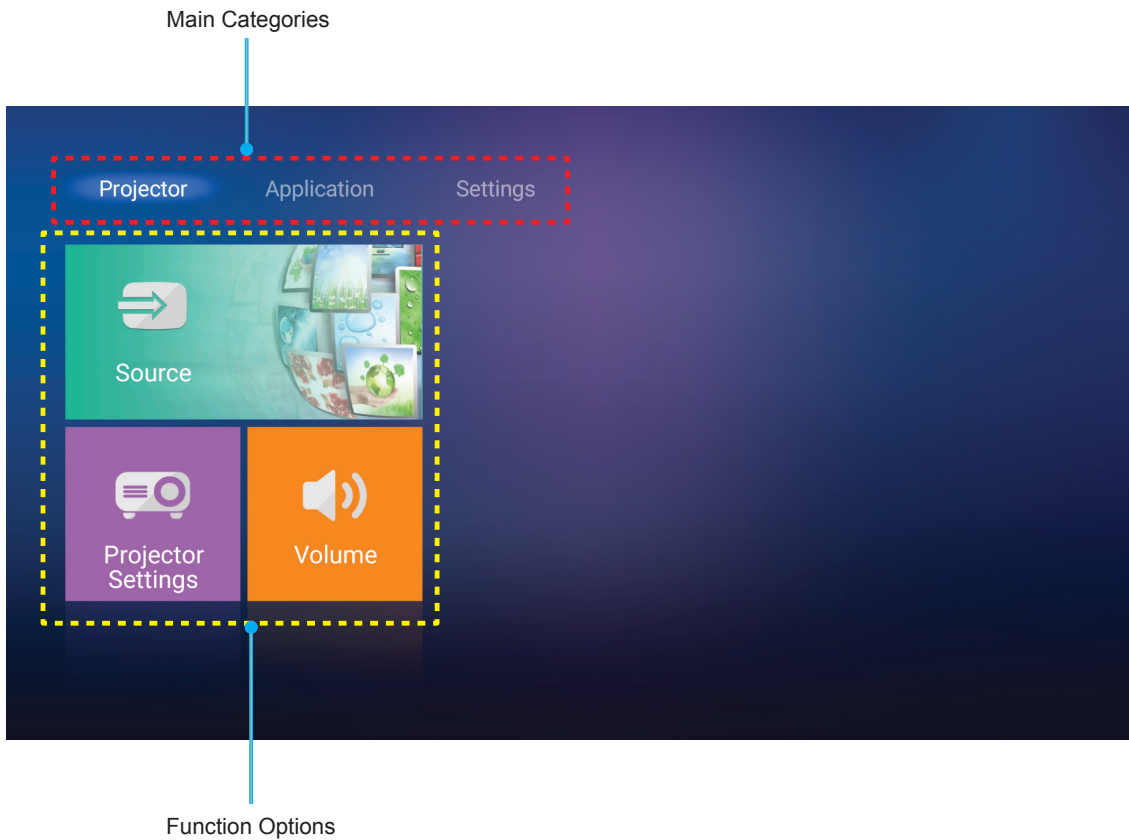 Main Categories
Projector Application Settings
Source
Projector
Settings
Volume
Function Options